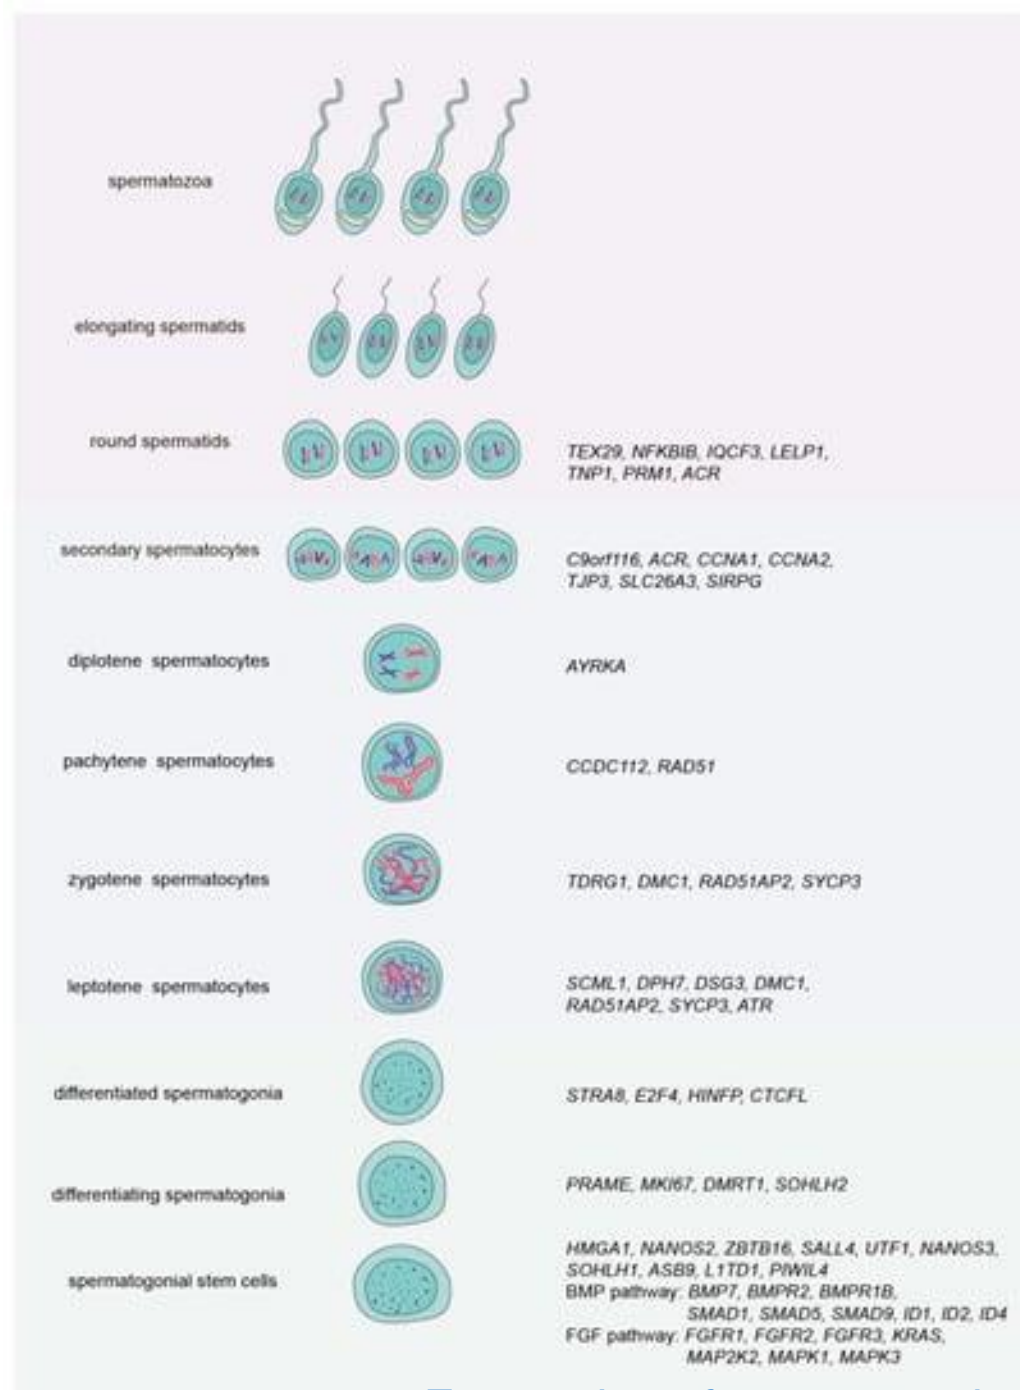 spermatozoa
elongating spermatids
round spermatids
TEX29, NFKBIB, IQCF3, LELP1,
TNP1, PRM1, ACR
secondary spermatocytes
C9orf116, ACR, CCNA1, CCNA2,
TJP3, SLC26A3, SIRPG
diplotene spermatocytes
AYRKA
pachytene spermatocytes
CCDC112, RAD51
zygotene spermatocytes
TDRG1, DMC1, RAD51AP2, SYCP3
leptotene spermatocytes
SCML1, DPH7, DSG3, DMC1,
RAD51AP2, SYCP3, ATR
differentiated spermatogonia
STRA8, E2F4, HINFP, CTCFL
differentiating spermatogonia
PRAME, MKI67, DMRT1, SOHLH2
spermatogonial stem cells
HMGA1, NANOS2, ZBTB16, SALL4, UTF1, NANOS3,
SOHLH1, ASB9, L1TD1, PIWIL4
BMP pathway: BMP7, BMPR2, BMPR1B,
SMAD1, SMAD5, SMAD9, ID1, ID2, ID4
FGF pathway: FGFR1, FGFR2, FGFR3, KRAS,
MAP2K2, MAPK1, MAPK3